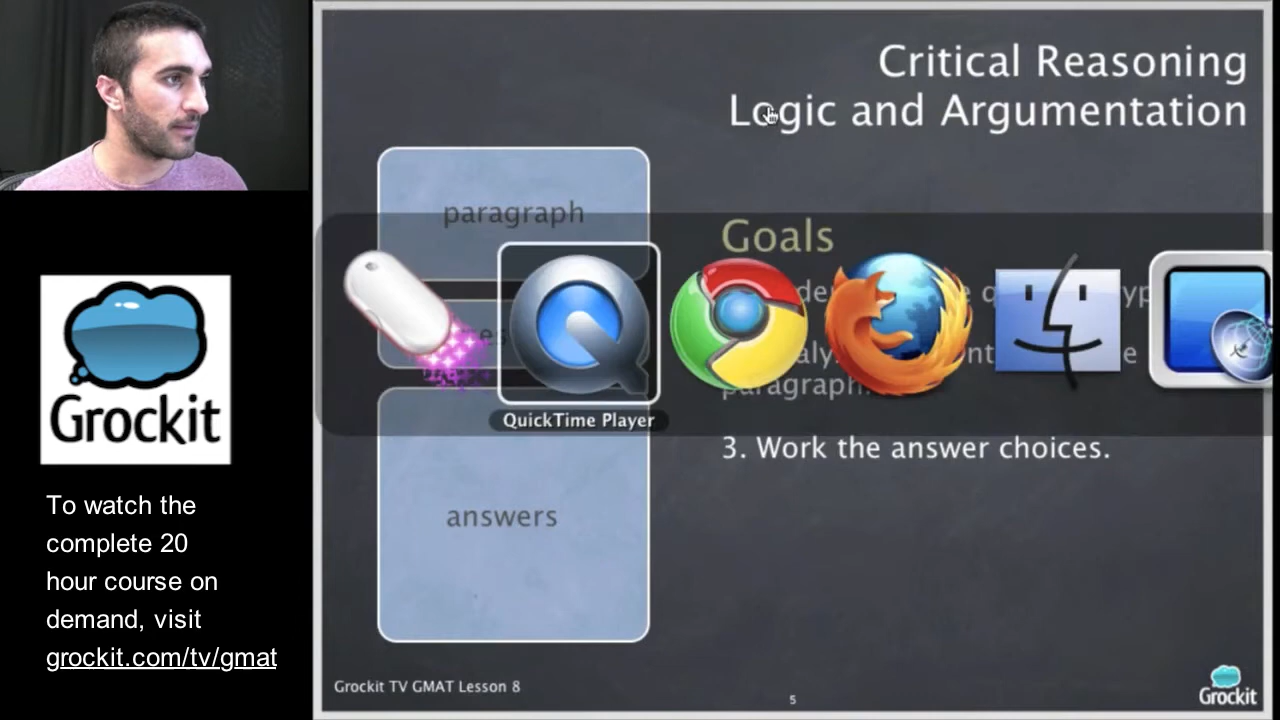 Critical Reasoning
Logic and Argumentation
paragraph
Goals
paragraph
QuickTime Player
3. Work the answer choices.
answers
Grockit
To watch the
complete 20
hour course on
demand, visit
grockit.com/tv/gmat
Grockit TV GMAT Lesson 8
5
Grockit